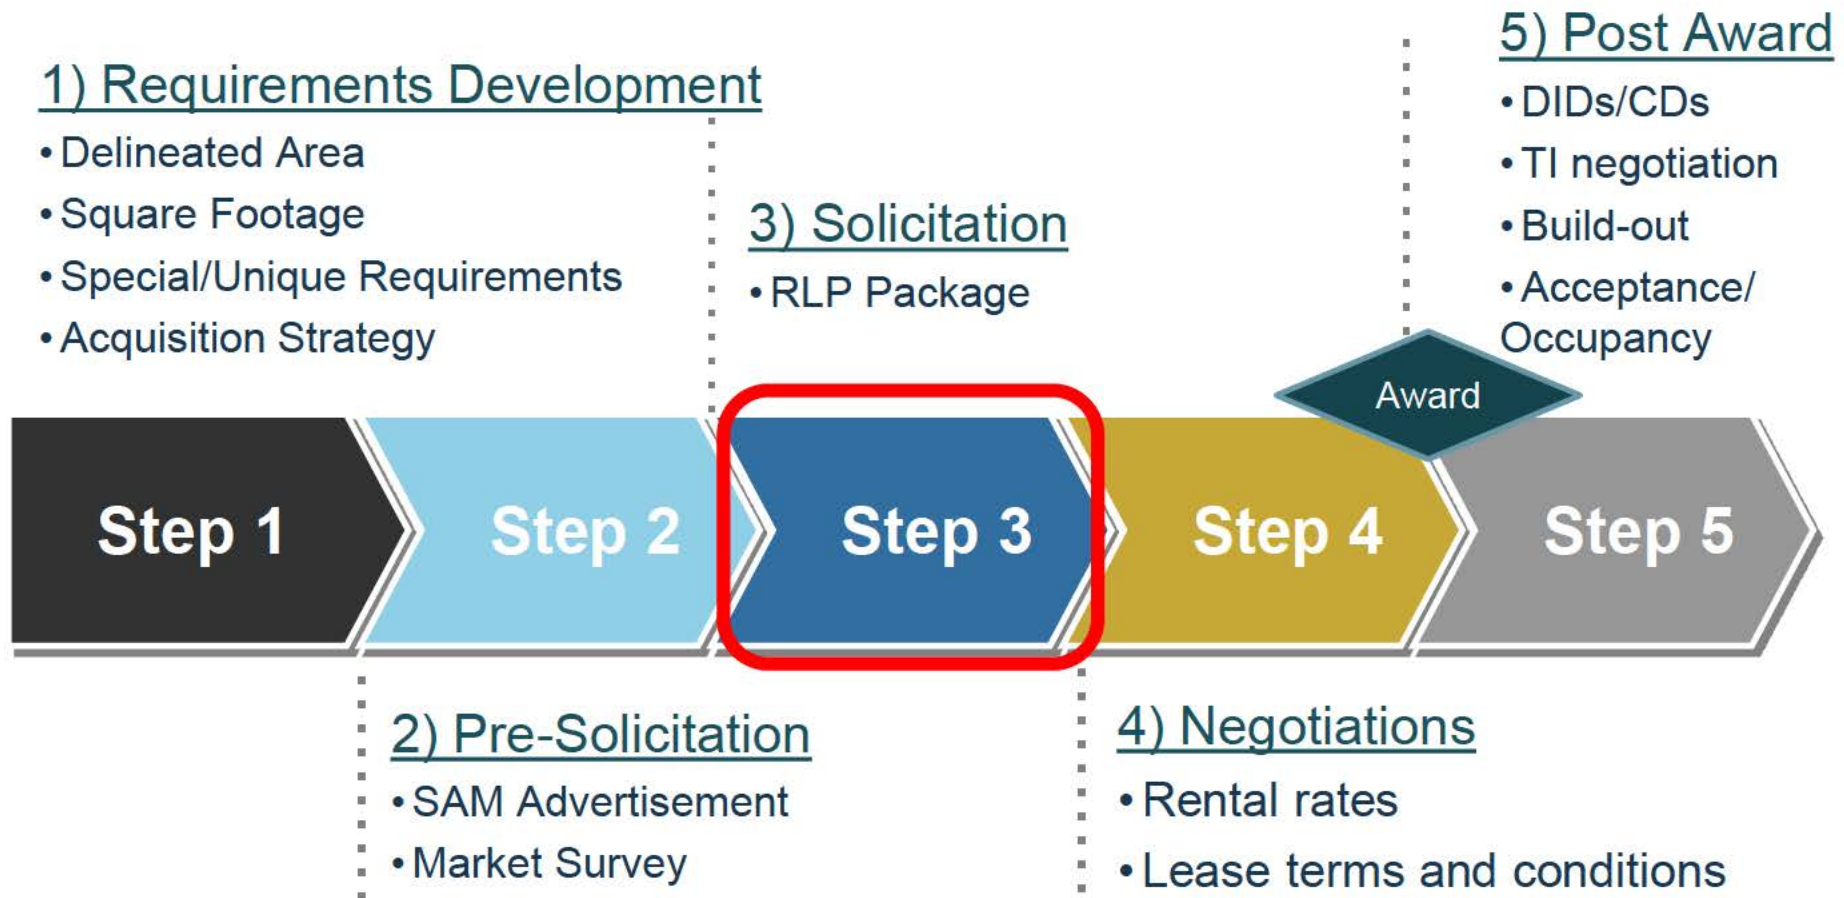 1) Requirements Development
• Delineated Area
• Square Footage
• Special/Unique Requirements
• Acquisition Strategy
3) Solicitation
• RLP Package
5) Post Award
• DIDs/CDs
• TI negotiation
• Build-out
• Acceptance/
Occupancy
Award
Step 1
Step 2
Step 3
Step 4
Step 5
2) Pre-Solicitation
• SAM Advertisement
• Market Survey
4) Negotiations
• Rental rates
• Lease terms and conditions